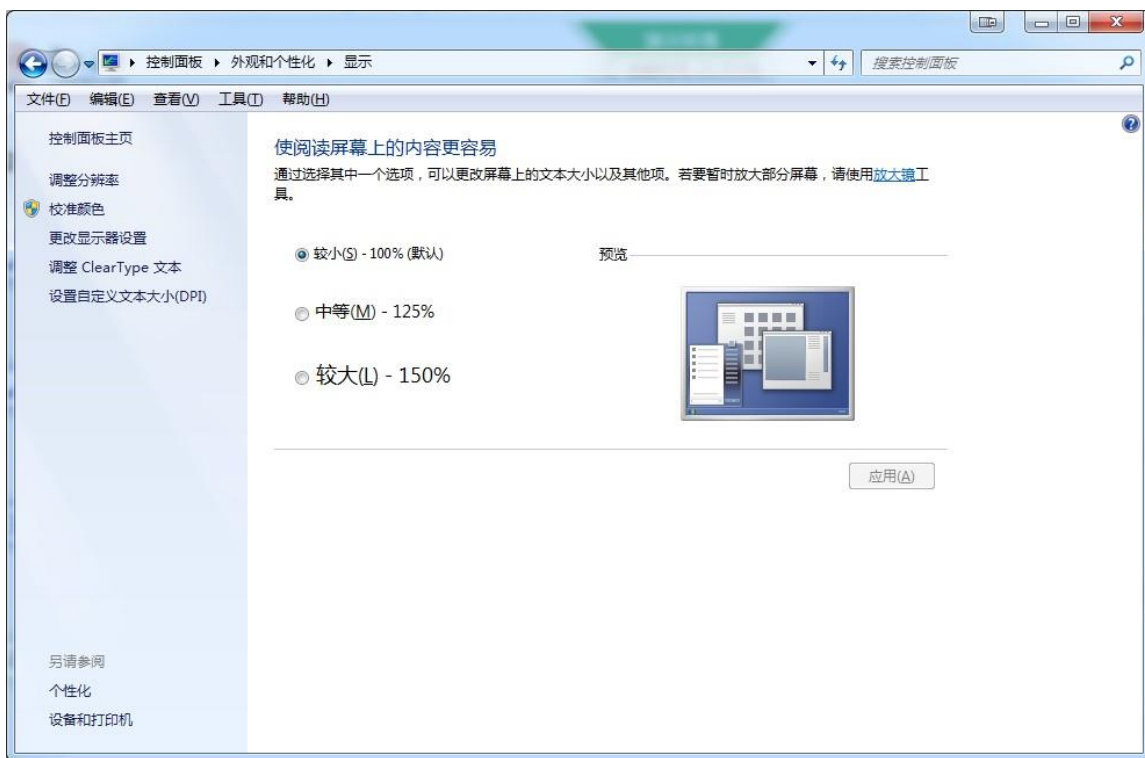 控制面板 ▸ 外观和个性化 ▸ 显示
搜索控制面板
文件(F) 编辑(E) 查看(V) 工具(T) 帮助(H)
控制面板主页
调整分辨率
校准颜色
更改显示器设置
调整 ClearType 文本
设置自定义文本大小(DPI)
使阅读屏幕上的内容更容易
通过选择其中一个选项，可以更改屏幕上的文本大小以及其他项。若要暂时放大部分屏幕，请使用放大镜工
具。
较小(S) - 100% (默认)
预览
中等(M) - 125%
较大(L) - 150%
应用(A)
另请参阅
个性化
设备和打印机